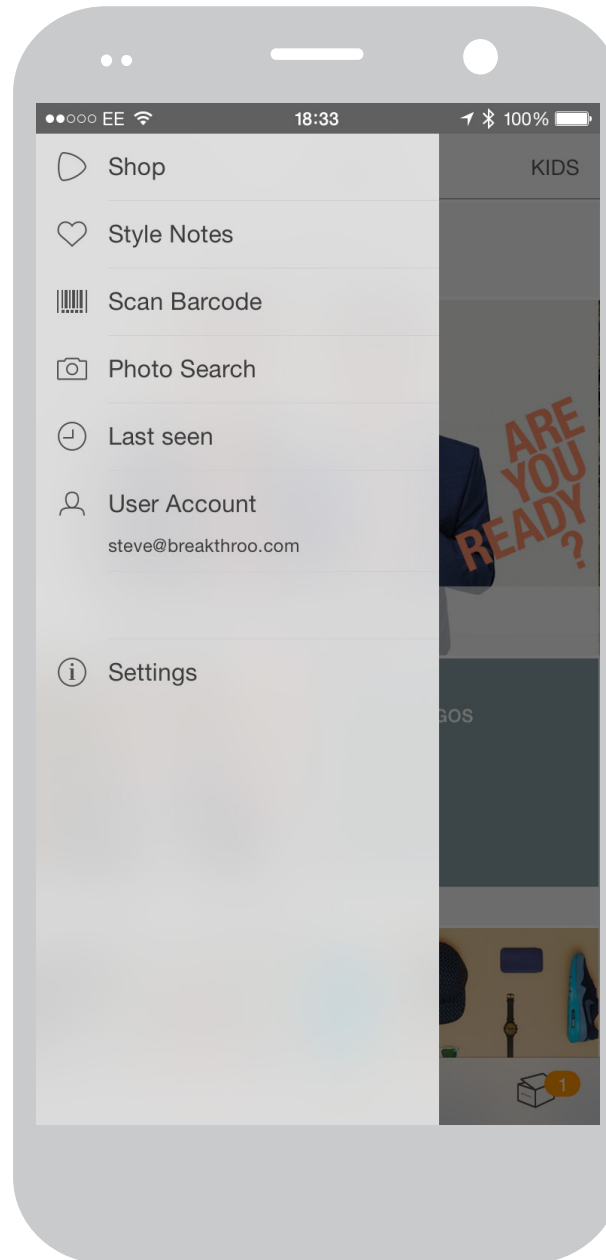 EE 18:33 100%
Shop
KIDS
Style Notes
Scan Barcode
Photo Search
Last seen
User Account
steve@breakthroo.com
Settings
ARE
YOU
READY
?
GOS
1